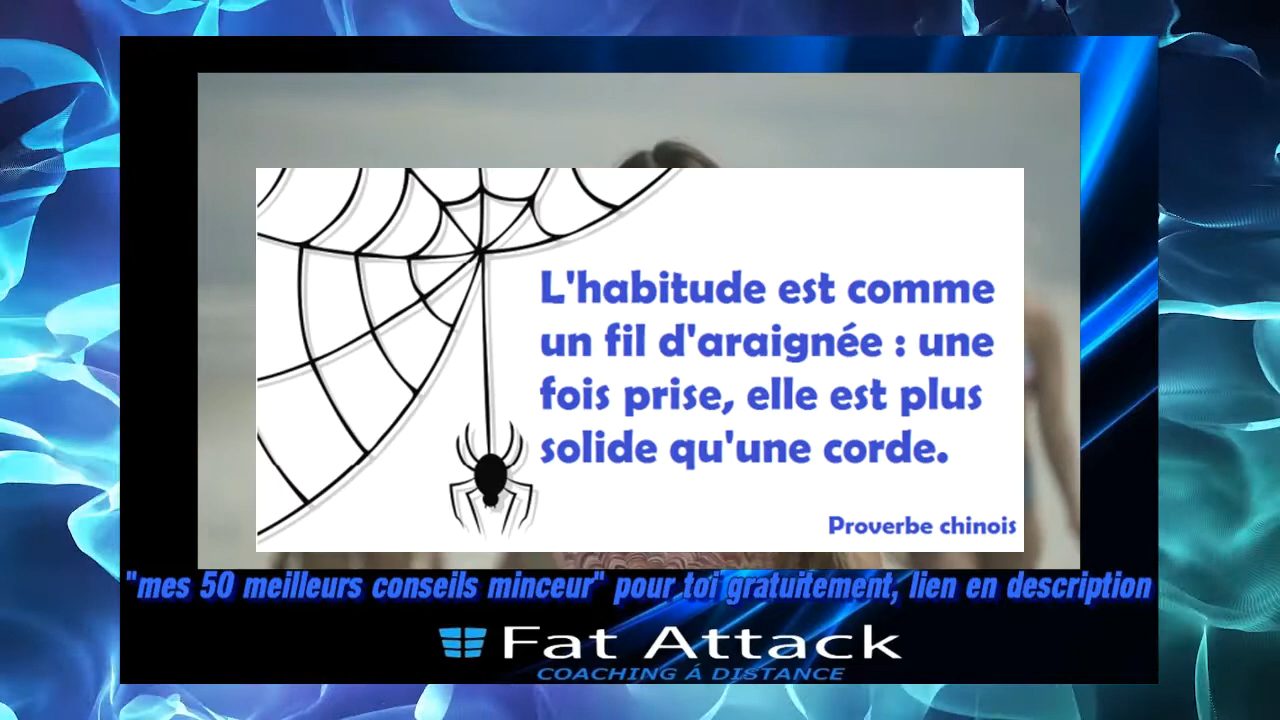 L'habitude est comme
un fil d'araignée : une
fois prise, elle est plus
solide qu'une corde.
Proverbe chinois
"mes 50 meilleurs conseils minceur" pour toi gratuitement, lien en description
Fat Attack
COACHING Á DISTANCE